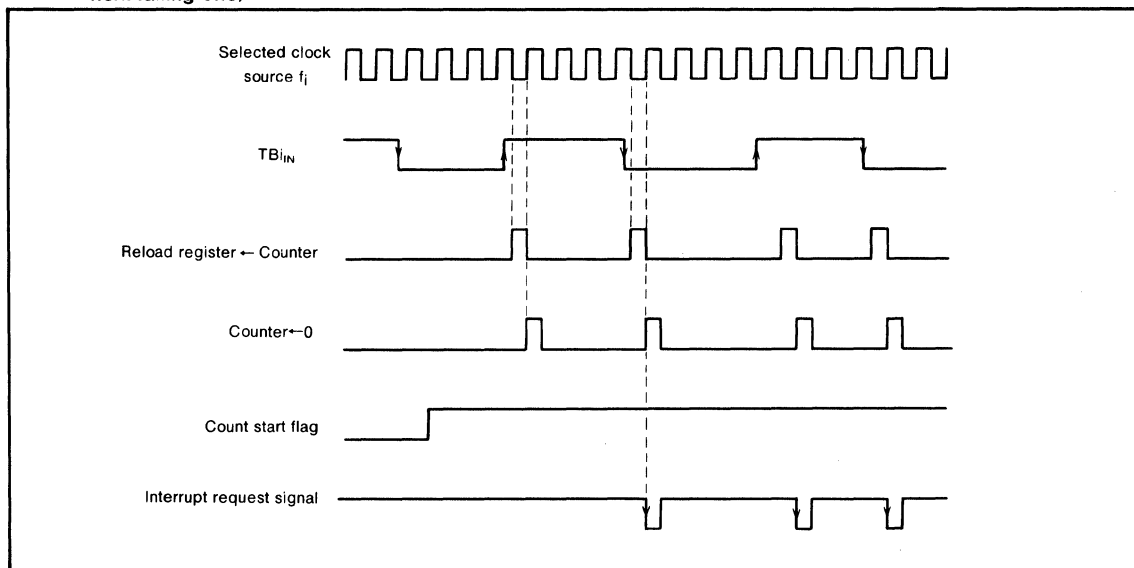 Selected clock
source fi
TBiIN
Reload register ← Counter
Counter←0
Count start flag
Interrupt request signal